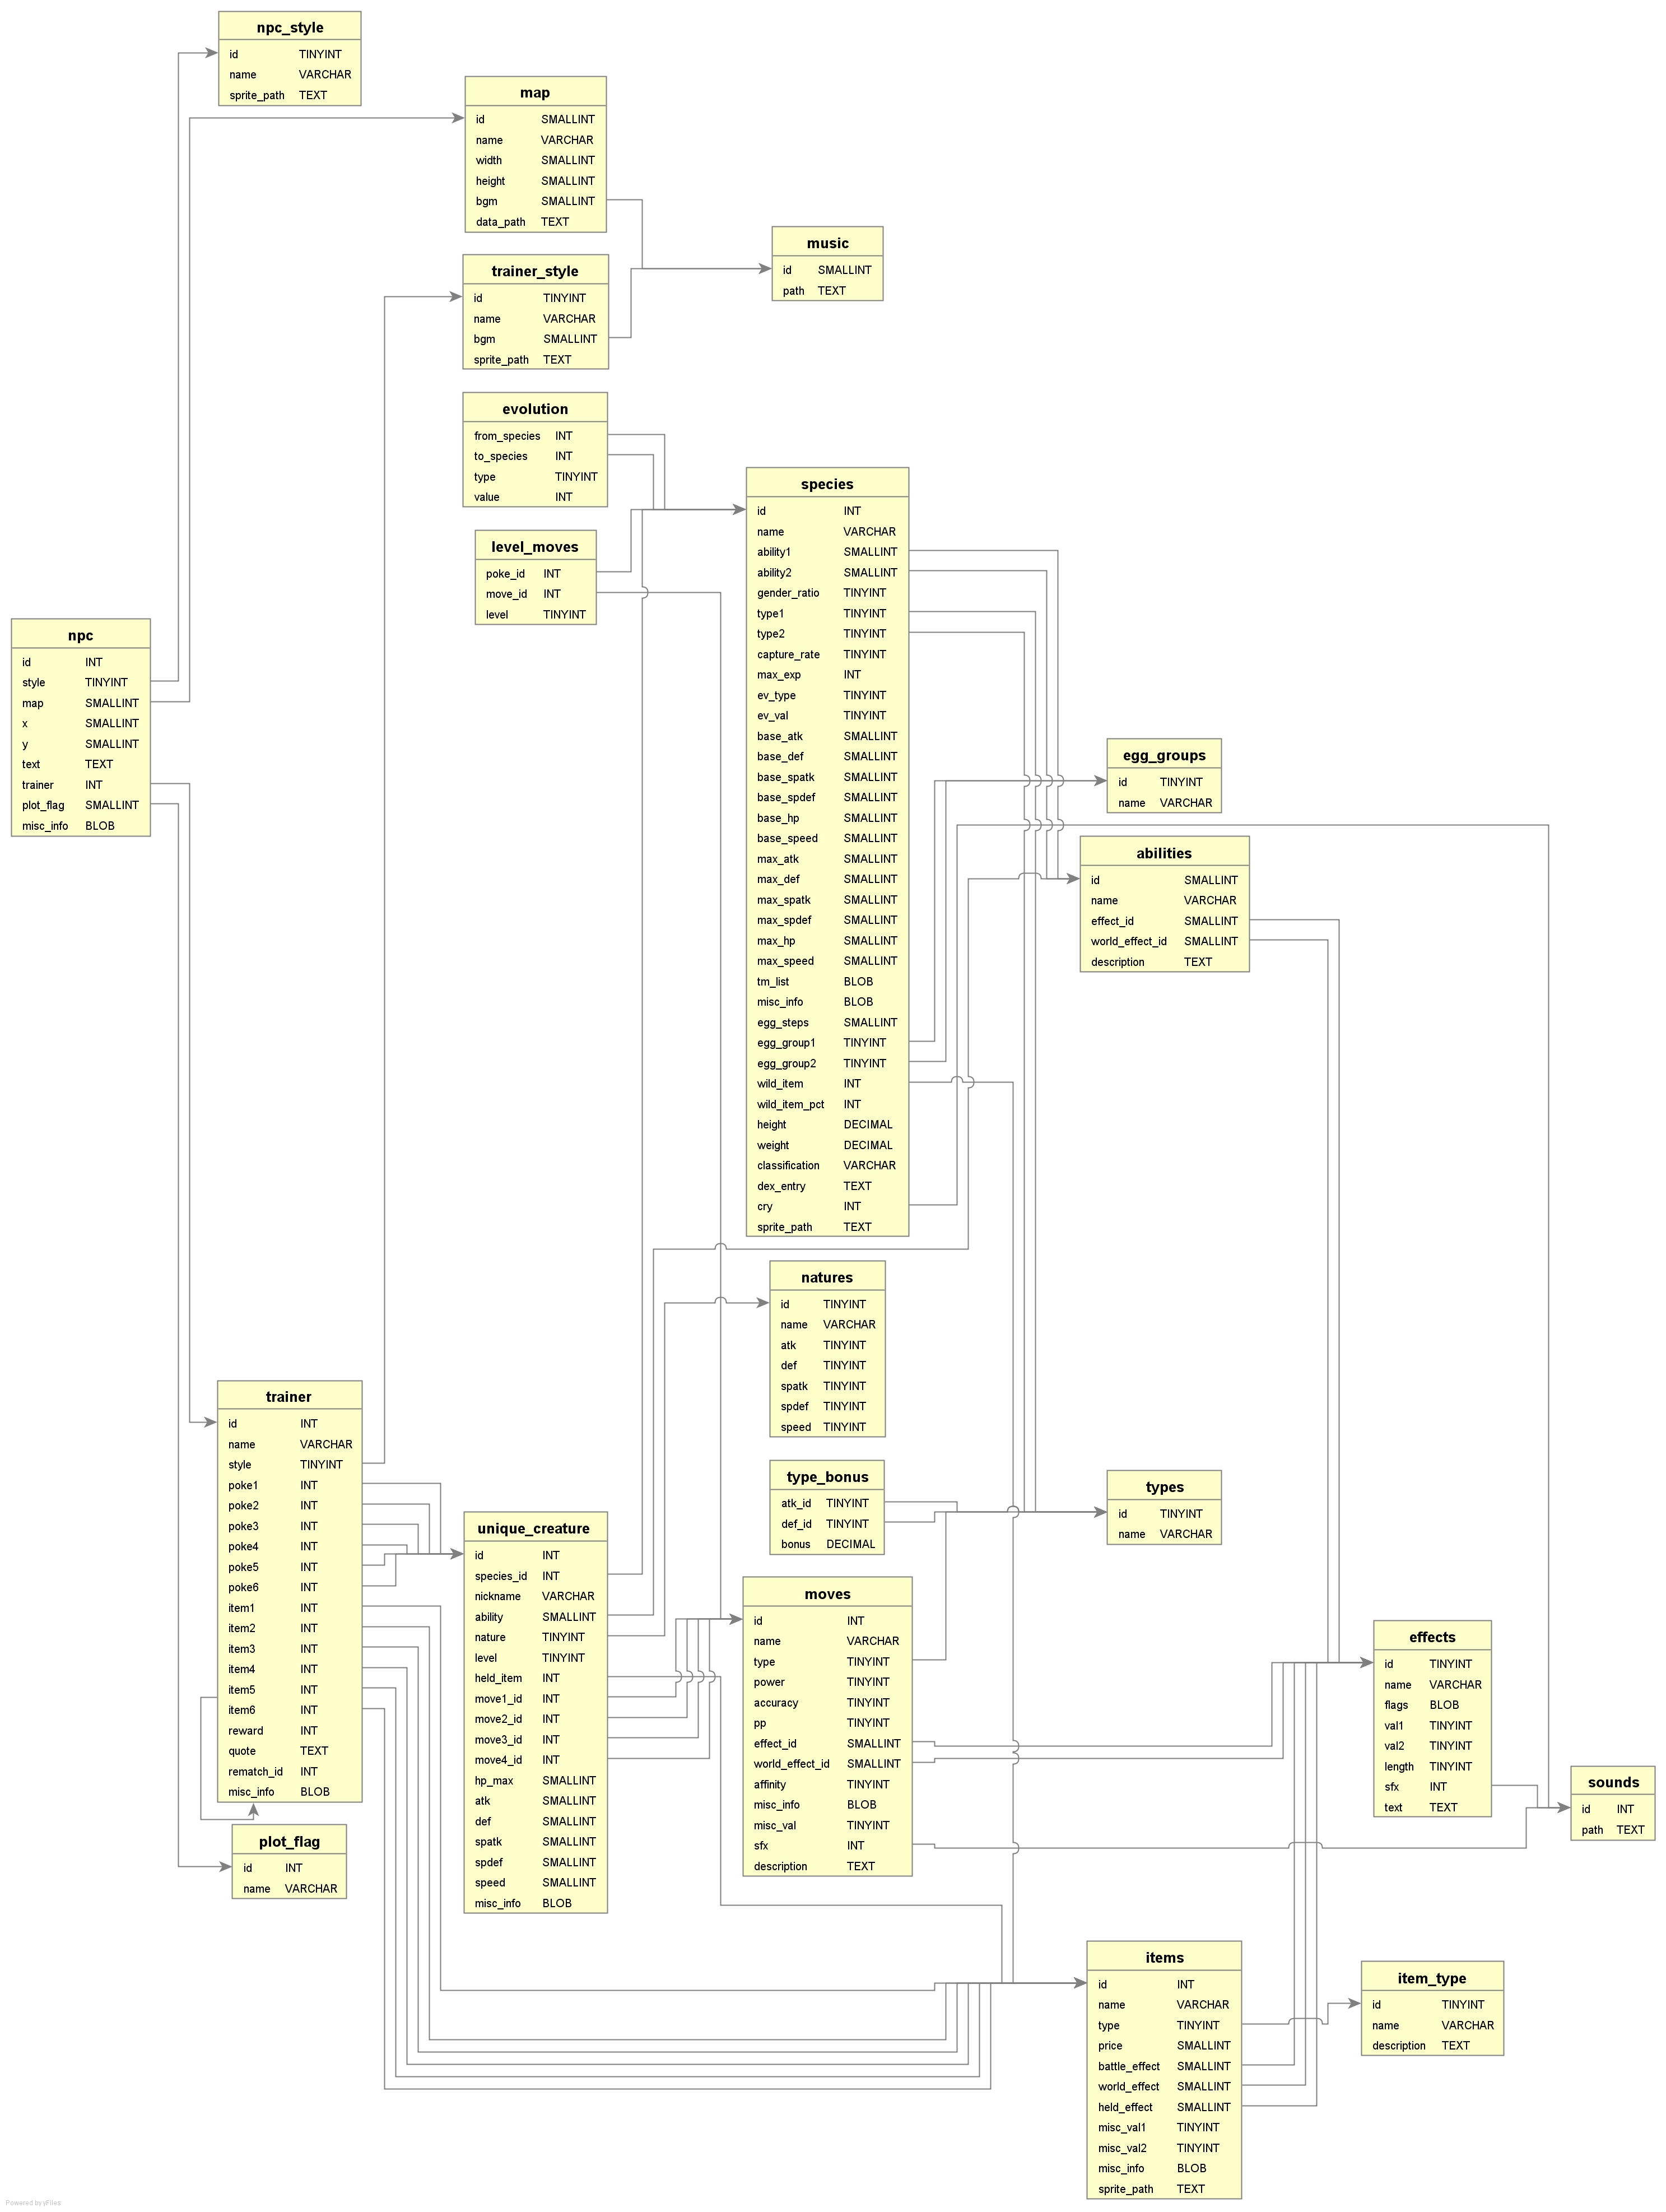 npc_style
id TINYINT
name VARCHAR
sprite_path TEXT
map
id SMALLINT
name VARCHAR
width SMALLINT
height SMALLINT
bgm SMALLINT
data_path TEXT
music
id SMALLINT
path TEXT
trainer_style
id TINYINT
name VARCHAR
bgm SMALLINT
sprite_path TEXT
evolution
from_species INT
to_species INT
type TINYINT
value INT
level_moves
poke_id INT
move_id INT
level TINYINT
species
id INT
name VARCHAR
ability1 SMALLINT
ability2 SMALLINT
gender_ratio TINYINT
type1 TINYINT
type2 TINYINT
capture_rate TINYINT
max_exp INT
ev_type TINYINT
ev_val TINYINT
base_atk SMALLINT
base_def SMALLINT
base_spatk SMALLINT
base_spdef SMALLINT
base_hp SMALLINT
base_speed SMALLINT
max_atk SMALLINT
max_def SMALLINT
max_spatk SMALLINT
max_spdef SMALLINT
max_hp SMALLINT
max_speed SMALLINT
tm_list BLOB
misc_info BLOB
egg_steps SMALLINT
egg_group1 TINYINT
egg_group2 TINYINT
wild_item INT
wild_item_pct INT
height DECIMAL
weight DECIMAL
classification VARCHAR
dex_entry TEXT
cry INT
sprite_path TEXT
npc
id INT
style TINYINT
map SMALLINT
x SMALLINT
y SMALLINT
text TEXT
trainer INT
plot_flag SMALLINT
misc_info BLOB
egg_groups
id TINYINT
name VARCHAR
abilities
id SMALLINT
name VARCHAR
effect_id SMALLINT
world_effect_id SMALLINT
description TEXT
natures
id TINYINT
name VARCHAR
atk TINYINT
def TINYINT
spatk TINYINT
spdef TINYINT
speed TINYINT
trainer
id INT
name VARCHAR
style TINYINT
poke1 INT
poke2 INT
poke3 INT
poke4 INT
poke5 INT
poke6 INT
item1 INT
item2 INT
item3 INT
item4 INT
item5 INT
item6 INT
reward INT
quote TEXT
rematch_id INT
misc_info BLOB
type_bonus
atk_id TINYINT
def_id TINYINT
bonus DECIMAL
types
id TINYINT
name VARCHAR
unique_creature
id INT
species_id INT
nickname VARCHAR
ability SMALLINT
nature TINYINT
level TINYINT
held_item INT
move1_id INT
move2_id INT
move3_id INT
move4_id INT
hp_max SMALLINT
atk SMALLINT
def SMALLINT
spatk SMALLINT
spdef SMALLINT
speed SMALLINT
misc_info BLOB
moves
id INT
name VARCHAR
type TINYINT
power TINYINT
accuracy TINYINT
pp TINYINT
effect_id SMALLINT
world_effect_id SMALLINT
affinity TINYINT
misc_info BLOB
misc_val TINYINT
sfx INT
description TEXT
effects
id TINYINT
name VARCHAR
flags BLOB
val1 TINYINT
val2 TINYINT
length TINYINT
sfx INT
text TEXT
sounds
id INT
path TEXT
plot_flag
id INT
name VARCHAR
items
id INT
name VARCHAR
type TINYINT
price SMALLINT
battle_effect SMALLINT
world_effect SMALLINT
held_effect SMALLINT
misc_val1 TINYINT
misc_val2 TINYINT
misc_info BLOB
sprite_path TEXT
item_type
id TINYINT
name VARCHAR
description TEXT
Powered by yFiles